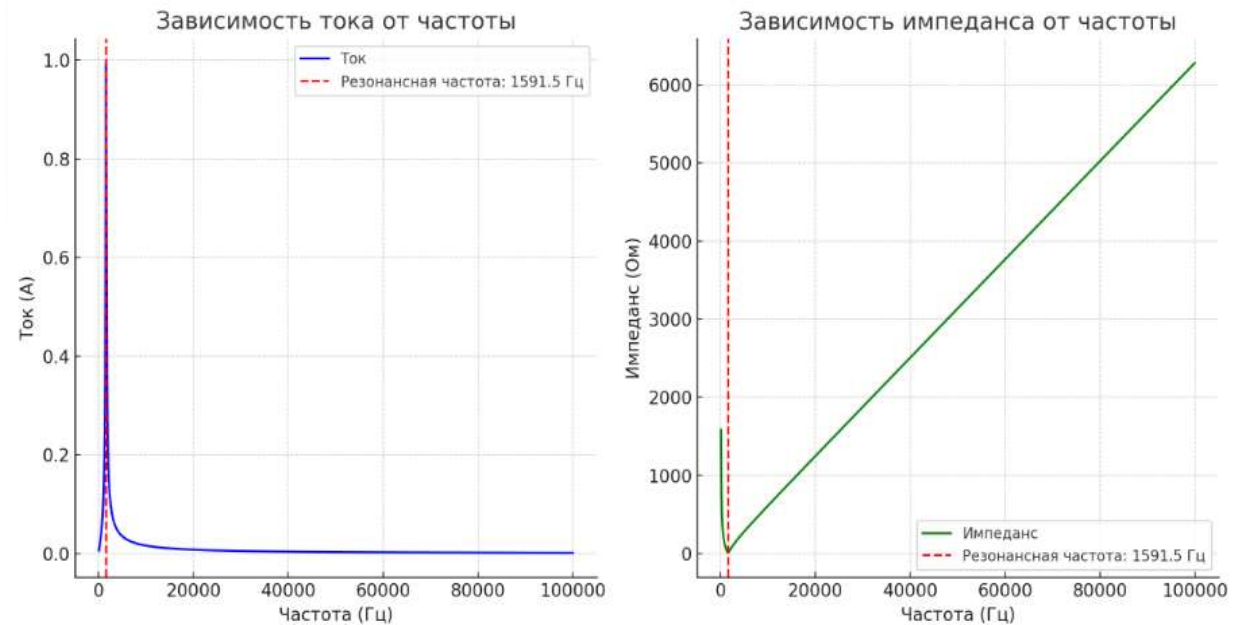 Зависимость тока от частоты
Ток
Резонансная частота: 1591.5 Гц
1.0
0.8
0.6
0.4
0.2
0.0
Ток (А)
0 20000 40000 60000 80000 100000
Частота (Гц)
Зависимость импеданса от частоты
6000
5000
4000
3000
2000
1000
0
Импеданс (Ом)
Импеданс
Резонансная частота: 1591.5 Гц
0 20000 40000 60000 80000 100000
Частота (Гц)